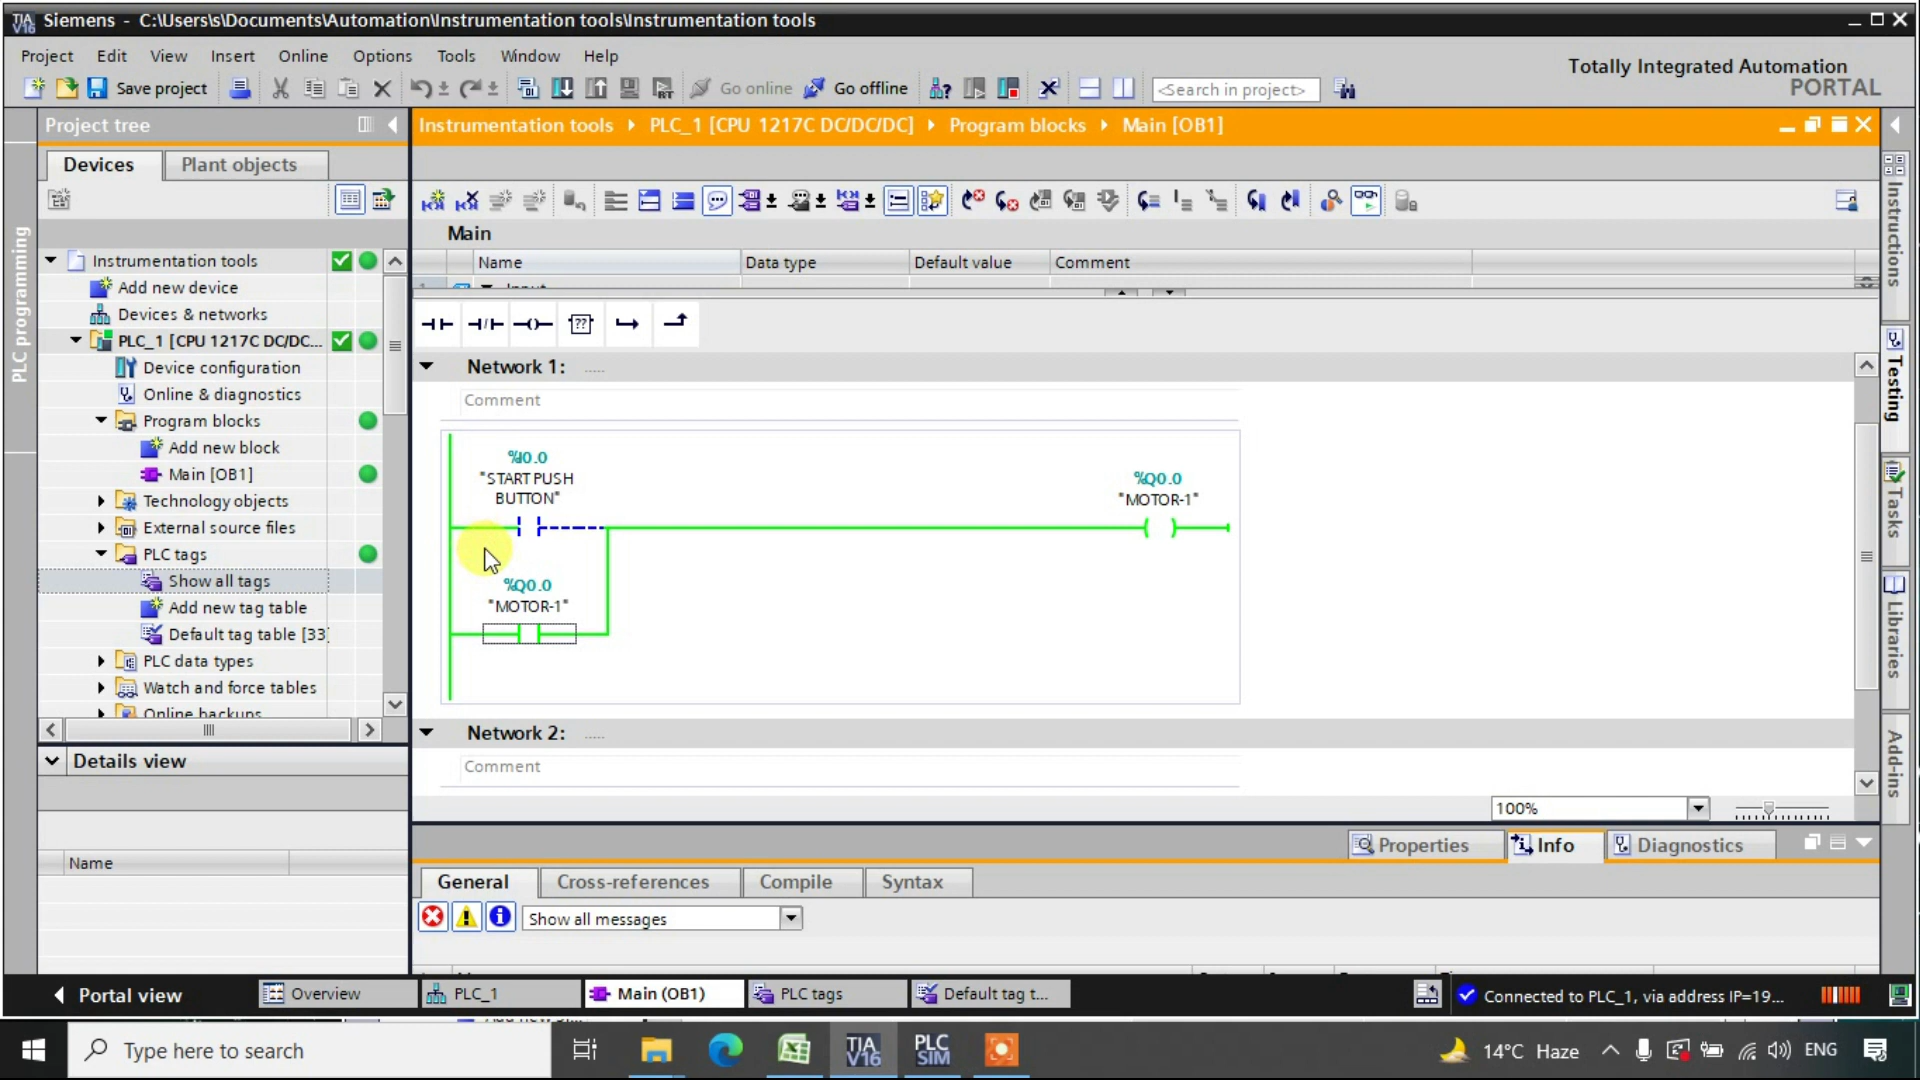 Siemens - C:\Users\s\Documents\Automation\Instrumentation tools\Instrumentation tools
Project Edit View Insert Online Options Tools Window Help
Totally Integrated Automation
PORTAL
Save project
Go online
Go offline
<Search in project>
Project tree
Instrumentation tools
PLC_1 [CPU 1217C DC/DC/DC]
Program blocks
Main [OB1]
Devices
Plant objects
PLC programming
Main
Name
Data type
Default value
Comment
Instrumentation tools
Add new device
Devices & networks
PLC_1 [CPU 1217C DC/DC...
Device configuration
Online & diagnostics
Program blocks
Add new block
Main [OB1]
Technology objects
External source files
PLC tags
Show all tags
Add new tag table
Default tag table [33]
PLC data types
Watch and force tables
Online backups
Network 1: .....
Comment
%I0.0
"START PUSH
BUTTON"
%Q0.0
"MOTOR-1"
%Q0.0
"MOTOR-1"
Network 2: .....
Comment
100%
Instructions
Testing
Tasks
Libraries
Add-ins
Details view
Name
Properties
Info
Diagnostics
General
Cross-references
Compile
Syntax
Show all messages
Portal view
Overview
PLC_1
Main (OB1)
PLC tags
Default tag t...
Connected to PLC_1, via address IP=19...
Type here to search
TIA
V16
PLC
SIM
14°C Haze
ENG